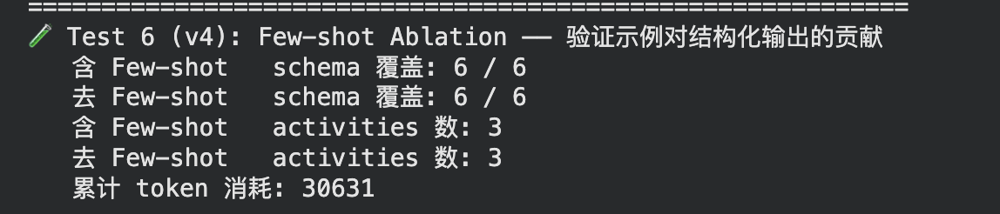 ============================================================
🧪 Test 6 (v4): Few-shot Ablation —— 验证示例对结构化输出的贡献
含 Few-shot schema 覆盖: 6 / 6
去 Few-shot schema 覆盖: 6 / 6
含 Few-shot activities 数: 3
去 Few-shot activities 数: 3
累计 token 消耗: 30631